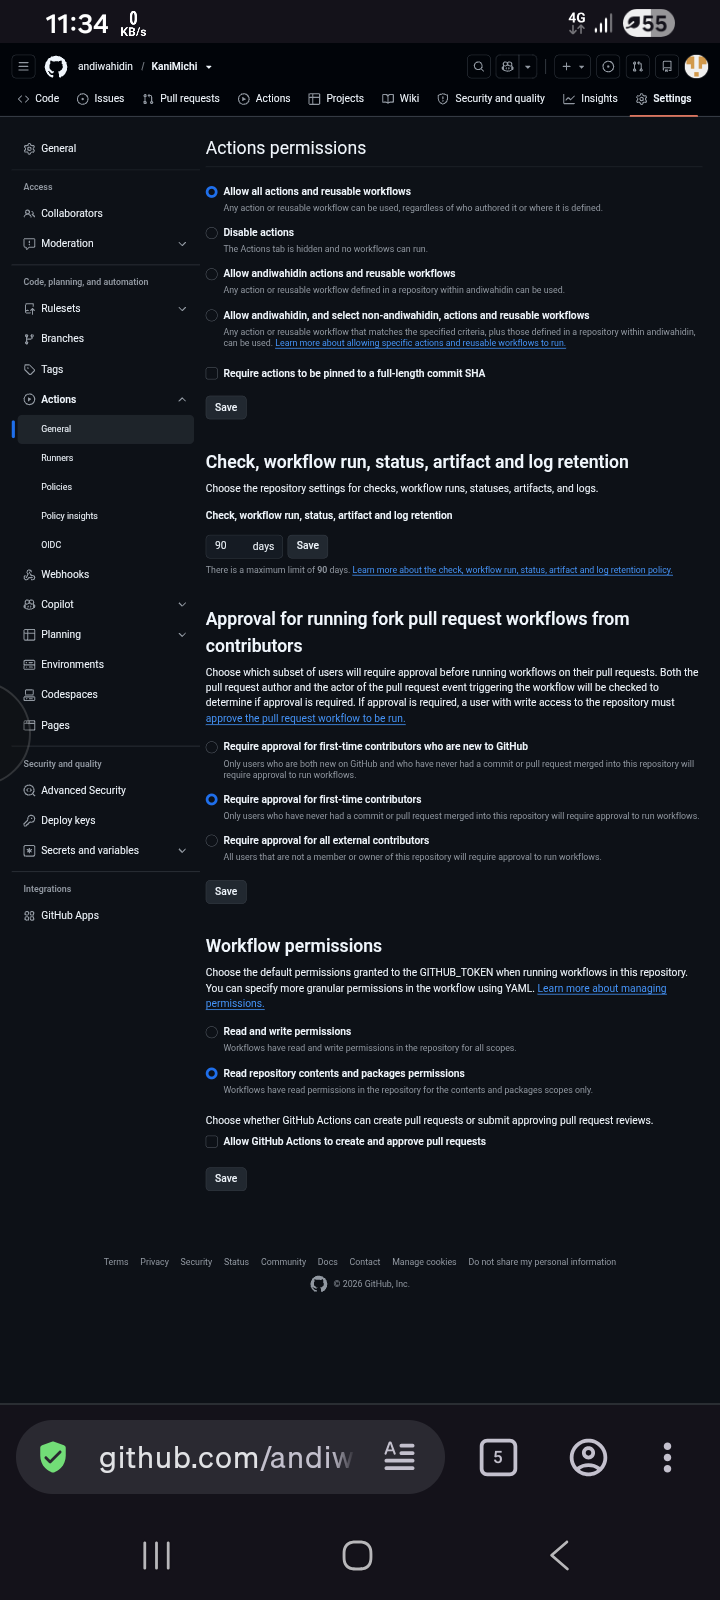 11:34
0
KB/s
4G
55
andiwahidin / KaniMichi
Code
Issues
Pull requests
Actions
Projects
Wiki
Security and quality
Insights
Settings
General
Access
Collaborators
Moderation
Code, planning, and automation
Rulesets
Branches
Tags
Actions
General
Runners
Policies
Policy insights
OIDC
Webhooks
Copilot
Planning
Environments
Codespaces
Pages
Security and quality
Advanced Security
Deploy keys
Secrets and variables
Integrations
GitHub Apps
Actions permissions
Allow all actions and reusable workflows
Any action or reusable workflow can be used, regardless of who authored it or where it is defined.
Disable actions
The Actions tab is hidden and no workflows can run.
Allow andiwahidin actions and reusable workflows
Any action or reusable workflow defined in a repository within andiwahidin can be used.
Allow andiwahidin, and select non-andiwahidin, actions and reusable workflows
Any action or reusable workflow that matches the specified criteria, plus those defined in a repository within andiwahidin,
can be used. Learn more about allowing specific actions and reusable workflows to run.
Require actions to be pinned to a full-length commit SHA
Save
Check, workflow run, status, artifact and log retention
Choose the repository settings for checks, workflow runs, statuses, artifacts, and logs.
Check, workflow run, status, artifact and log retention
90 days
Save
There is a maximum limit of 90 days. Learn more about the check, workflow run, status, artifact and log retention policy.
Approval for running fork pull request workflows from
contributors
Choose which subset of users will require approval before running workflows on their pull requests. Both the
pull request author and the actor of the pull request event triggering the workflow will be checked to
determine if approval is required. If approval is required, a user with write access to the repository must
approve the pull request workflow to be run.
Require approval for first-time contributors who are new to GitHub
Only users who are both new on GitHub and who have never had a commit or pull request merged into this repository will
require approval to run workflows.
Require approval for first-time contributors
Only users who have never had a commit or pull request merged into this repository will require approval to run workflows.
Require approval for all external contributors
All users that are not a member or owner of this repository will require approval to run workflows.
Save
Workflow permissions
Choose the default permissions granted to the GITHUB_TOKEN when running workflows in this repository.
You can specify more granular permissions in the workflow using YAML. Learn more about managing
permissions.
Read and write permissions
Workflows have read and write permissions in the repository for all scopes.
Read repository contents and packages permissions
Workflows have read permissions in the repository for the contents and packages scopes only.
Choose whether GitHub Actions can create pull requests or submit approving pull request reviews.
Allow GitHub Actions to create and approve pull requests
Save
Terms Privacy Security Status Community Docs Contact Manage cookies Do not share my personal information
© 2026 GitHub, Inc.
github.com/andiw
A
5